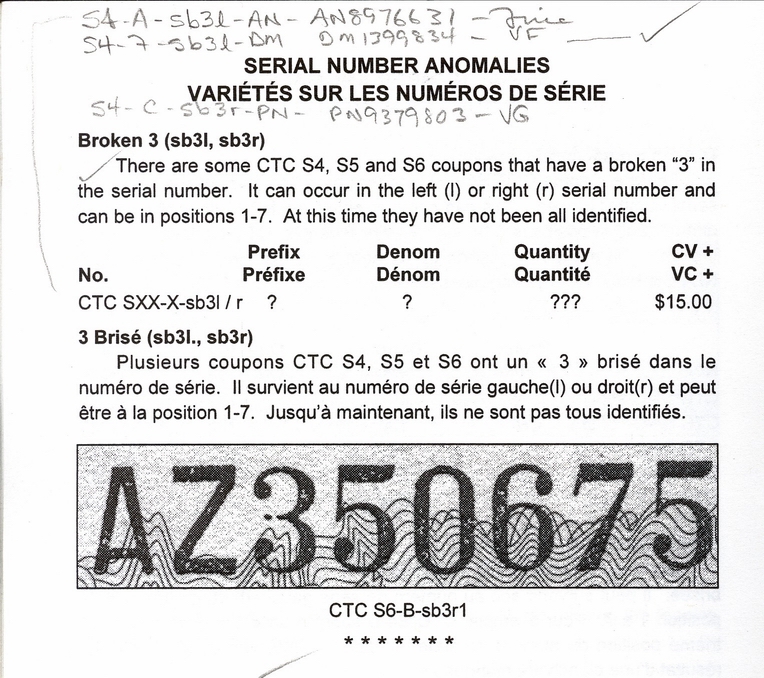 S4-A-sb3l-AN- AN8976631 - Fine
S4-7-sb3l-DM DM1399834 - VF
SERIAL NUMBER ANOMALIES
VARIÉTÉS SUR LES NUMÉROS DE SÉRIE
S4-C-sb3r-PN- PN9379803-VG
Broken 3 (sb3l, sb3r)
There are some CTC S4, S5 and S6 coupons that have a broken “3” in
the serial number. It can occur in the left (l) or right (r) serial number and
can be in positions 1-7. At this time they have not been all identified.
Prefix Denom Quantity CV +
No. Préfixe Dénom Quantité VC +
CTC SXX-X-sb3l / r ? ? ??? $15.00
3 Brisé (sb3l., sb3r)
Plusieurs coupons CTC S4, S5 et S6 ont un « 3 » brisé dans le
numéro de série. Il survient au numéro de série gauche(l) ou droit(r) et peut
être à la position 1-7. Jusqu’à maintenant, ils ne sont pas tous identifiés.
AZ350675
CTC S6-B-sb3r1
* * * * * * *